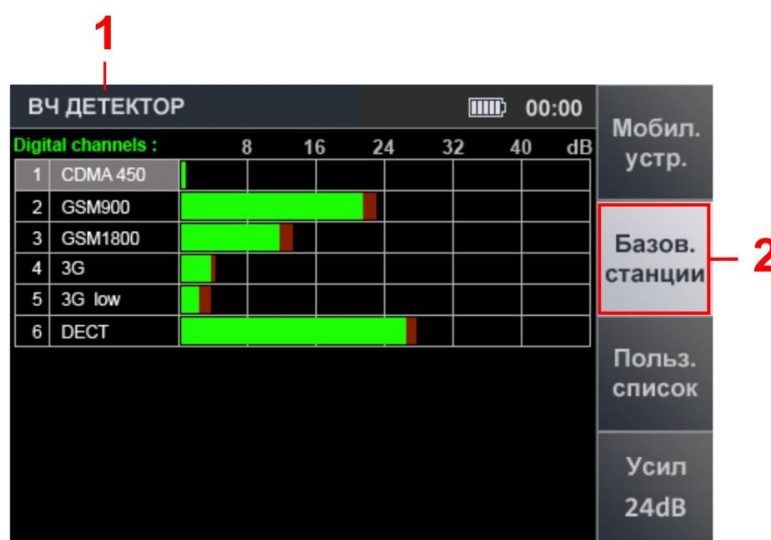 1
ВЧ ДЕТЕКТОР 00:00
Digital channels : 8 16 24 32 40 dB
1 CDMA 450
2 GSM900
3 GSM1800
4 3G
5 3G low
6 DECT
Мобил.
устр.
Базов.
станции
2
Польз.
список
Усил
24dB